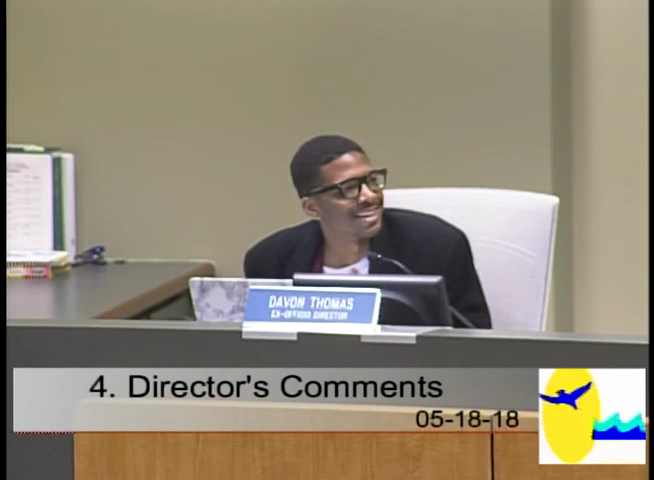 DAVON THOMAS
EX-OFFICIO DIRECTOR
4. Director's Comments
05-18-18